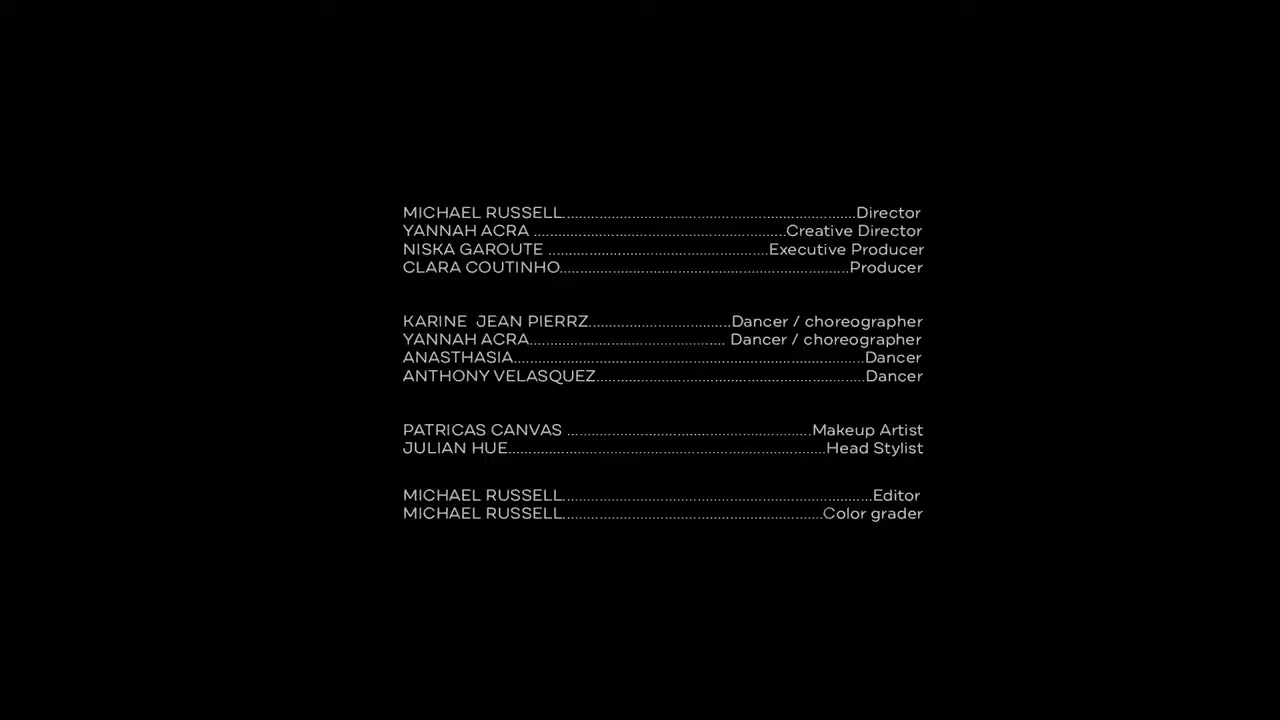 MICHAEL RUSSELL.......................................................................Director
YANNAH ACRA .............................................................Creative Director
NISKA GAROUTE .....................................................Executive Producer
CLARA COUTINHO......................................................................Producer
KARINE  JEAN PIERRZ..................................Dancer / choreographer
YANNAH ACRA............................................... Dancer / choreographer
ANASTHASIA.....................................................................................Dancer
ANTHONY VELASQUEZ.................................................................Dancer
PATRICAS CANVAS ...........................................................Makeup Artist
JULIAN HUE.............................................................................Head Stylist
MICHAEL RUSSELL...........................................................................Editor
MICHAEL RUSSELL...............................................................Color grader